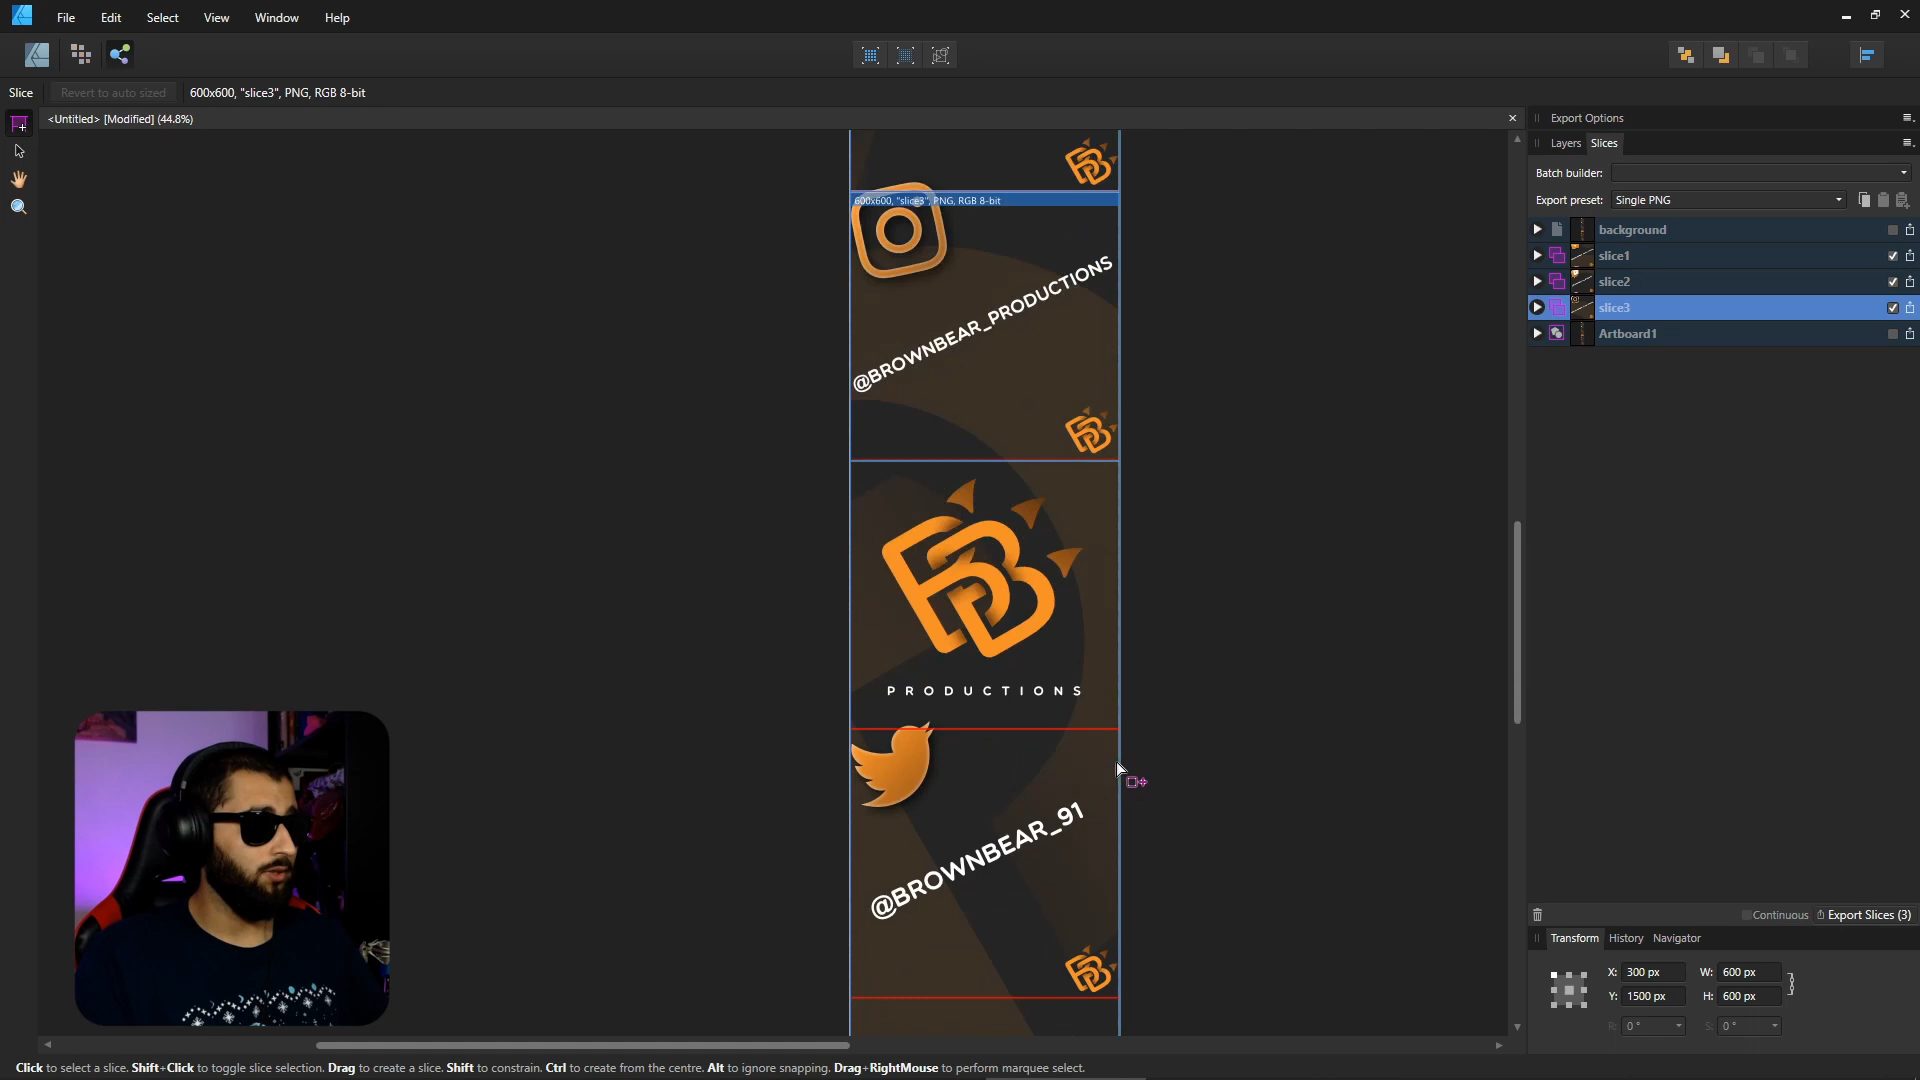 File Edit Select View Window Help
Slice Revert to auto sized 600x600, "slice3", PNG, RGB 8-bit
<Untitled> [Modified] (44.8%)
Export Options
Layers Slices
Batch builder:
Export preset: Single PNG
background
slice1
slice2
slice3
Artboard1
600x600, "slice3", PNG, RGB 8-bit
@BROWNBEAR_PRODUCTIONS
PRODUCTIONS
@BROWNBEAR_91
Continuous Export Slices (3)
Transform History Navigator
X: 300 px W: 600 px
Y: 1500 px H: 600 px
R: 0 ° S: 0 °
Click to select a slice. Shift+Click to toggle slice selection. Drag to create a slice. Shift to constrain. Ctrl to create from the centre. Alt to ignore snapping. Drag+RightMouse to perform marquee select.